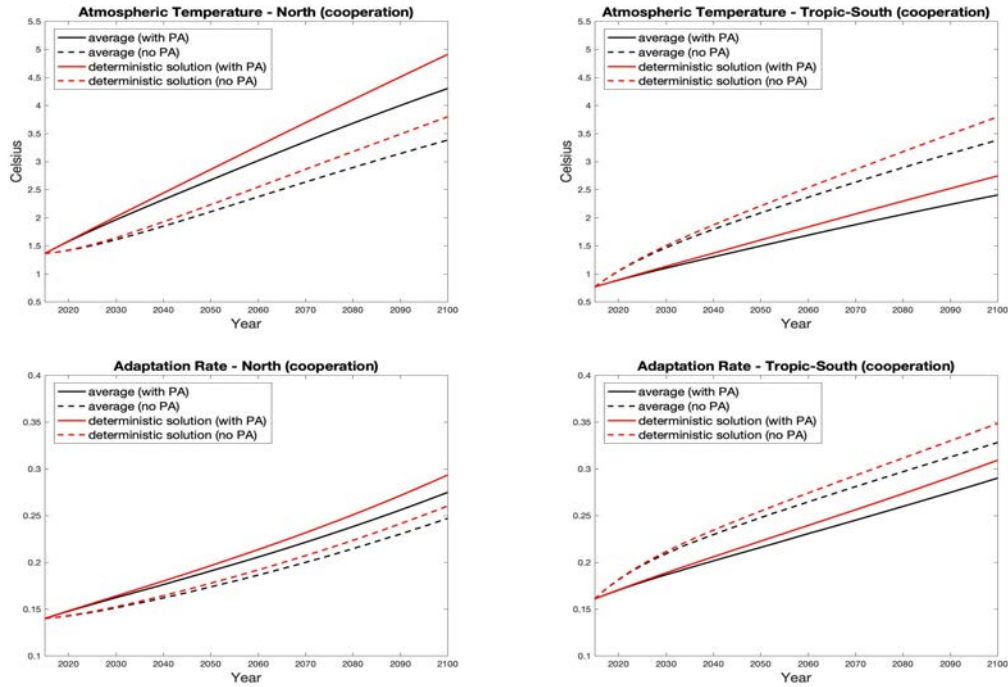 Atmospheric Temperature - North (cooperation)
average (with PA)
average (no PA)
deterministic solution (with PA)
deterministic solution (no PA)
5.5
5
4.5
4
3.5
3
2.5
2
1.5
1
0.5
Celsius
2020 2030 2040 2050 2060 2070 2080 2090 2100
Year
Atmospheric Temperature - Tropic-South (cooperation)
average (with PA)
average (no PA)
deterministic solution (with PA)
deterministic solution (no PA)
5.5
5
4.5
4
3.5
3
2.5
2
1.5
1
0.5
Celsius
2020 2030 2040 2050 2060 2070 2080 2090 2100
Year
Adaptation Rate - North (cooperation)
average (with PA)
average (no PA)
deterministic solution (with PA)
deterministic solution (no PA)
0.4
0.35
0.3
0.25
0.2
0.15
0.1
2020 2030 2040 2050 2060 2070 2080 2090 2100
Year
Adaptation Rate - Tropic-South (cooperation)
average (with PA)
average (no PA)
deterministic solution (with PA)
deterministic solution (no PA)
0.4
0.35
0.3
0.25
0.2
0.15
0.1
2020 2030 2040 2050 2060 2070 2080 2090 2100
Year